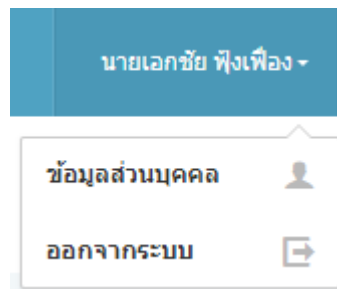 นายเอกชัย ฟุ้งเฟื่อง
ข้อมูลส่วนบุคคล
ออกจากระบบ